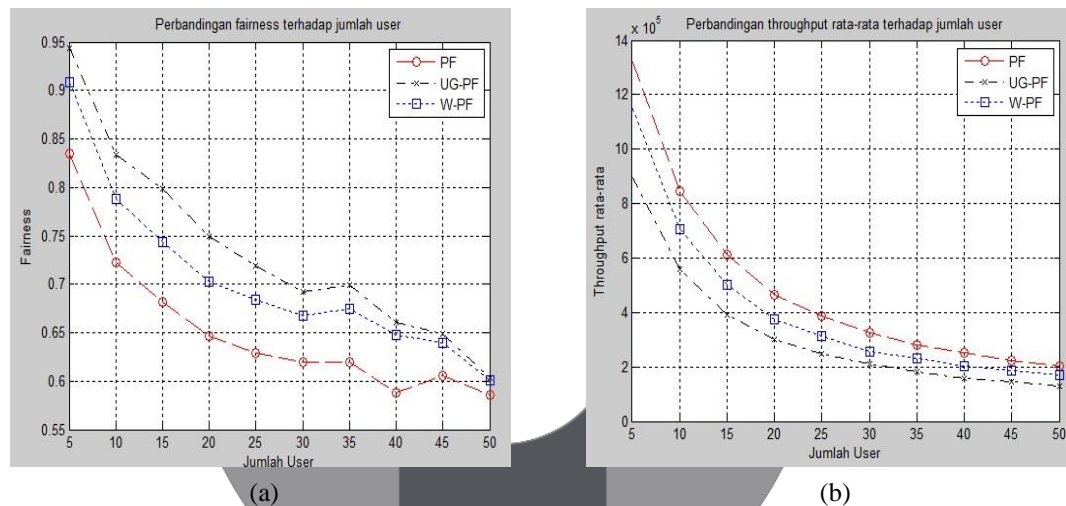 Perbandingan fairness terhadap jumlah user
0.95
0.9
0.85
0.8
0.75
0.7
0.65
0.6
0.55
Fairness
PF
UG-PF
W-PF
5 10 15 20 25 30 35 40 45 50
Jumlah User
(a)
Perbandingan throughput rata-rata terhadap jumlah user
x 10⁵
14
12
10
8
6
4
2
0
Throughput rata-rata
PF
UG-PF
W-PF
5 10 15 20 25 30 35 40 45 50
Jumlah User
(b)